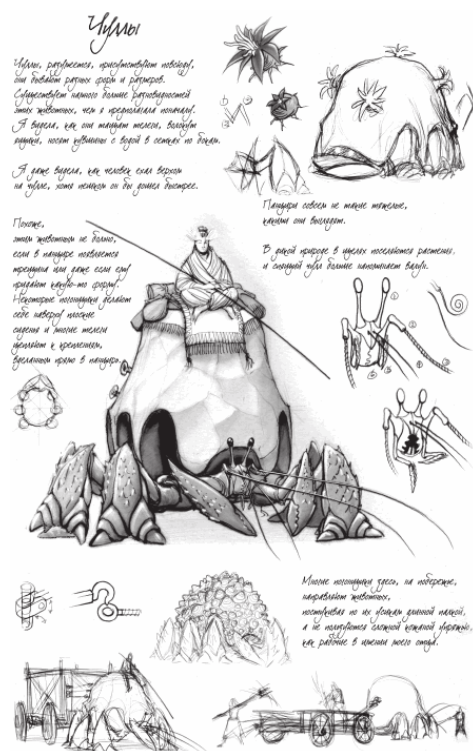 Чуллы
Чуллы, разумеется, присутствуют повсюду,
они бывают разных форм и размеров.
Существует намного больше разновидностей
этих животных, чем я предполагала поначалу.
Я видела, как они тащат телеги, волокут
ящики, носят кувшины с водой в сетках по бокам.
Я даже видела, как человек ехал верхом
на чулле, хотя пешком он бы дошел быстрее.
Панцири совсем не такие тяжелые,
какими они выглядят.
Похоже,
этим животным не больно,
если в панцире появляется
трещина или даже если ему
придают какую-то форму.
Некоторые погонщики делают
себе наверху плоские
сиденья и многие телеги
цепляют к креплениям,
вделанным прямо в панцирь.
В дикой природе в щелях поселяются растения,
и спящий чулл больше напоминает валун.
Многие погонщики здесь, на побережье,
направляют животных,
постукивая по их усикам длинной палкой,
а не пользуются сложной кожаной упряжью,
как рабочие в имении моего отца.